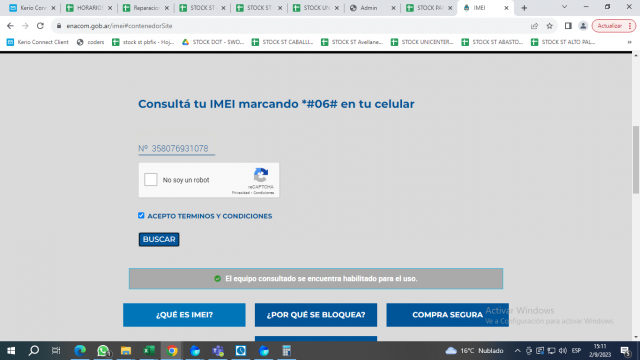 Kerio Conne
HORARIO
Reparacio
STOCK ST
STOCK ST
STOCK UN
Admin
STOCK PA
IMEI
enacom.gob.ar/imei#contenedorSite
Actualizar
Kerio Connect Client
coders
stock st pbfix - Hoj...
STOCK DOT - SWO...
STOCK ST CABALLI...
STOCK ST Avellane...
STOCK UNICENTER...
STOCK ST ABASTO...
STOCK ST ALTO PAL...
Consultá tu IMEI marcando *#06# en tu celular
Nº 358076931078
No soy un robot
reCAPTCHA
Privacidad - Condiciones
ACEPTO TERMINOS Y CONDICIONES
BUSCAR
El equipo consultado se encuentra habilitado para el uso.
¿QUÉ ES IMEI?
¿POR QUÉ SE BLOQUEA?
COMPRA SEGURA
Activar Windows
Ve a Configuración para activar Windows.
16°C Nublado
ESP
15:11
2/9/2023